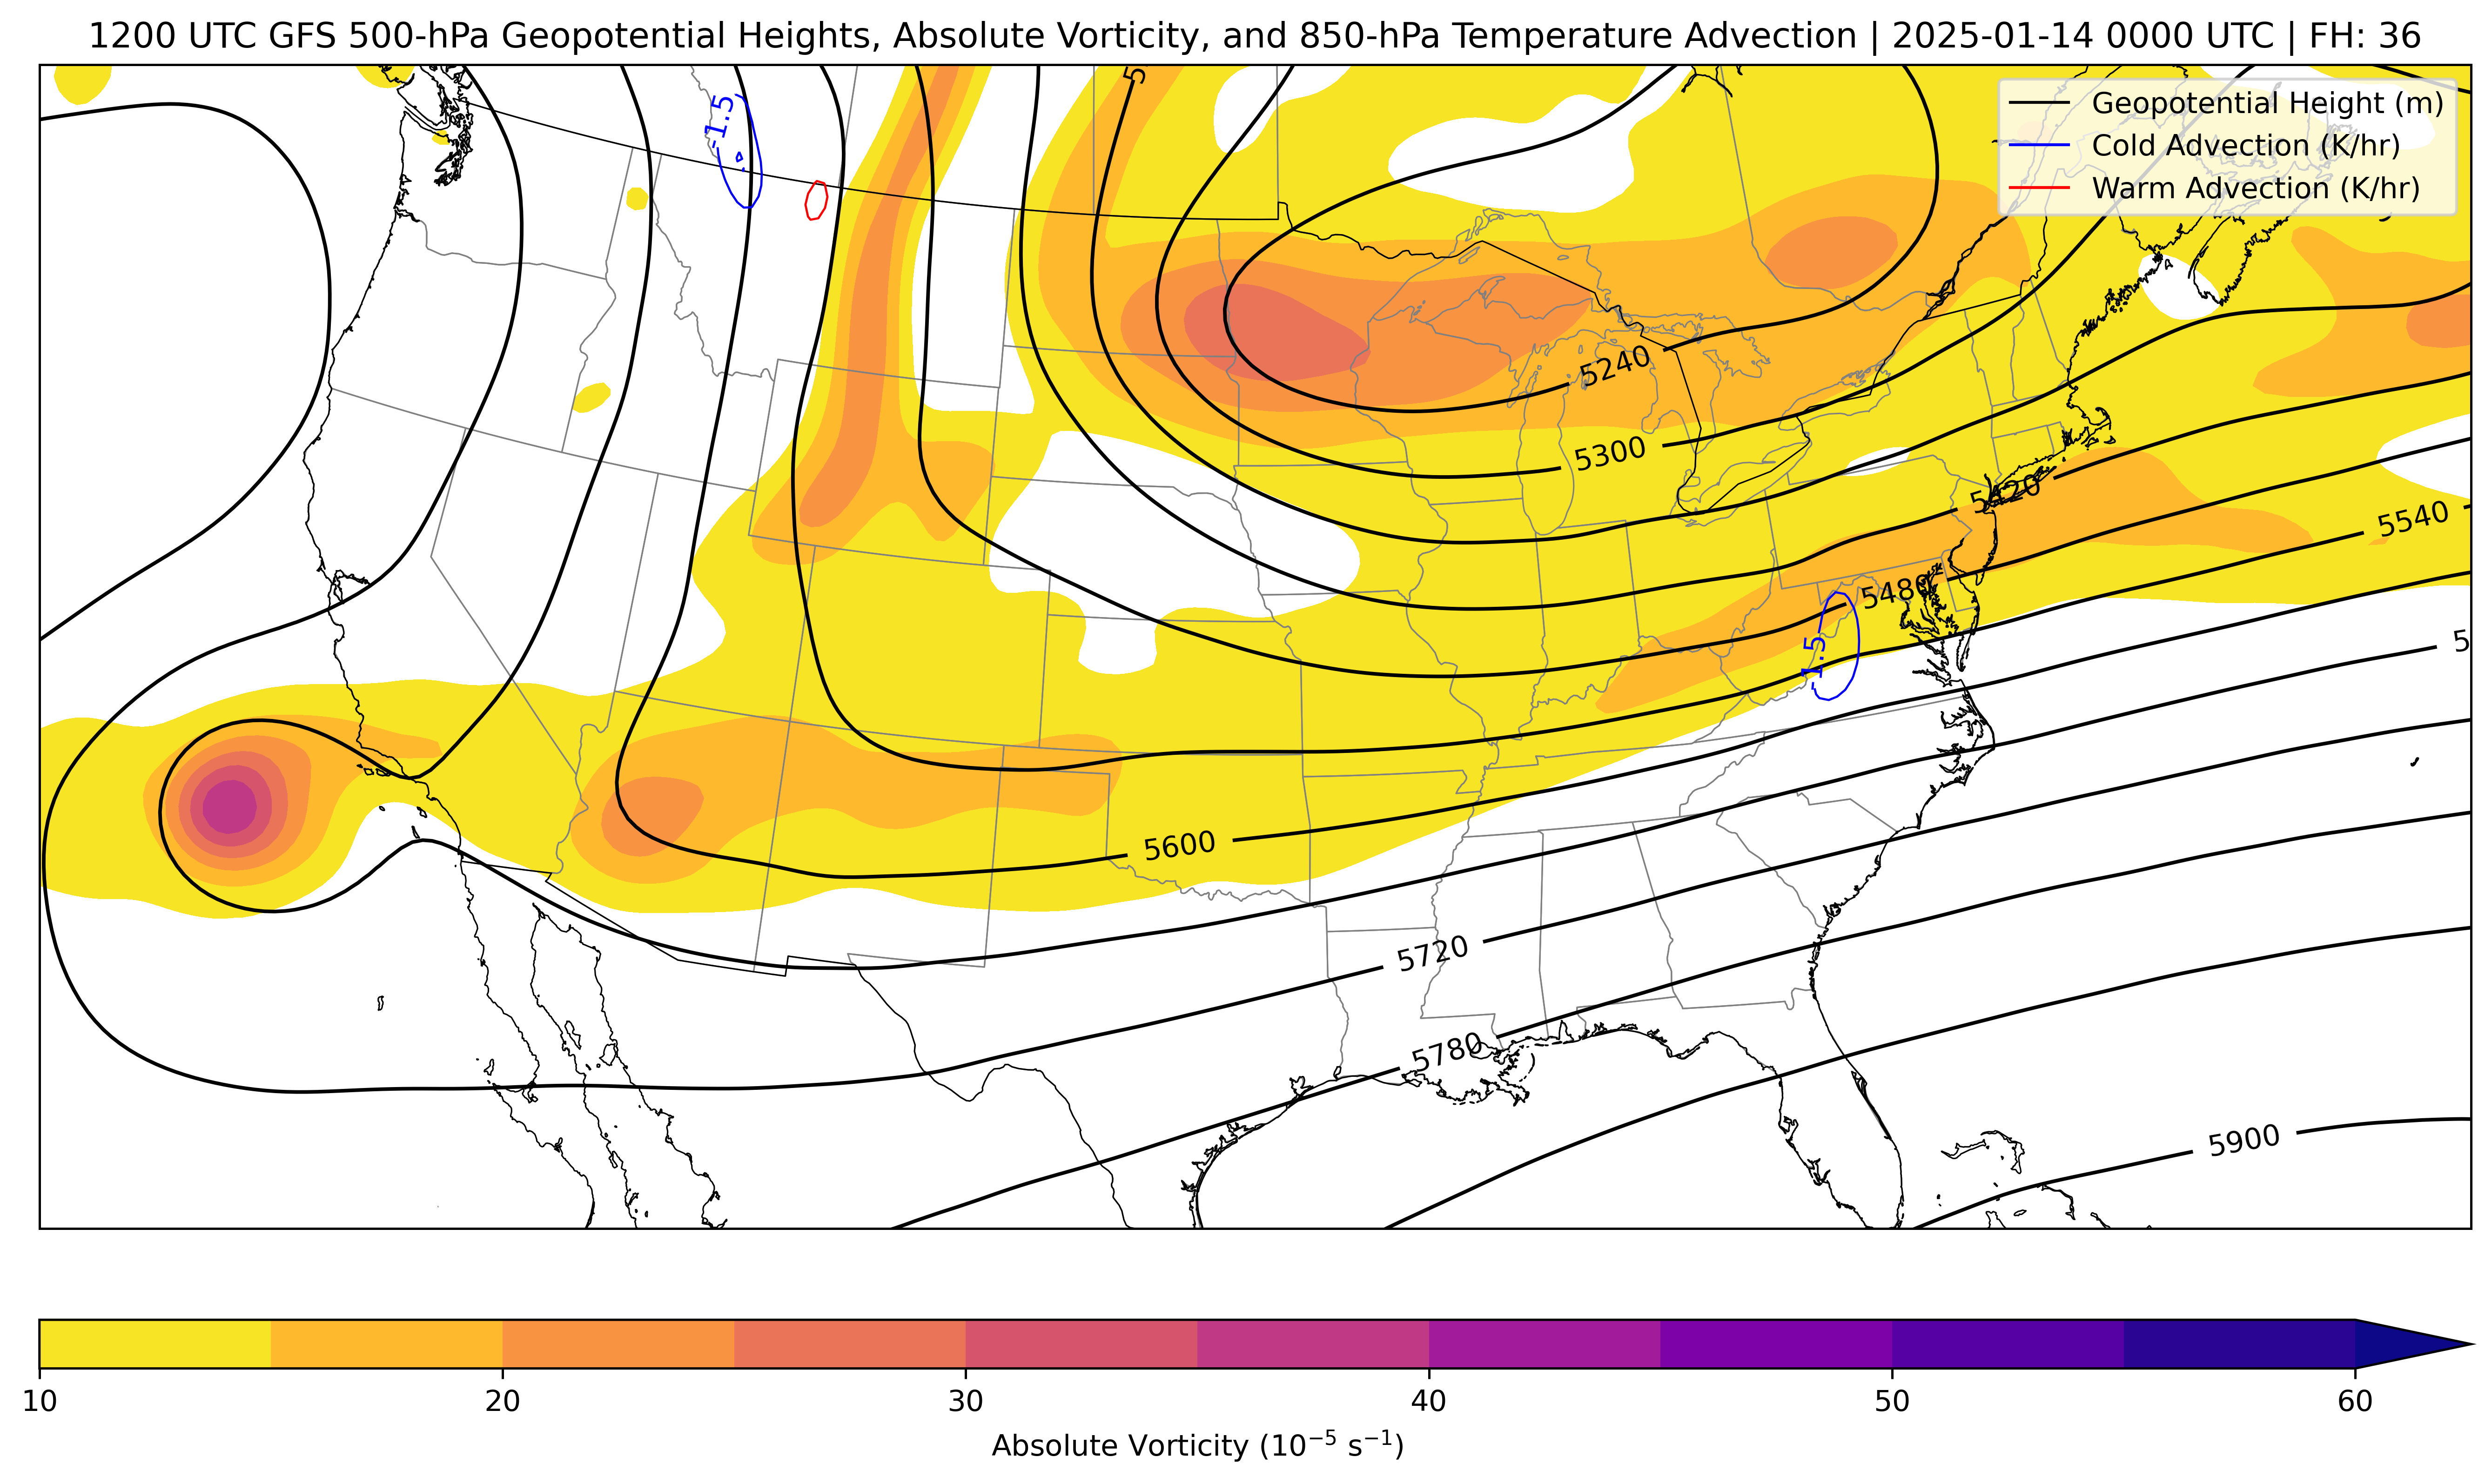 1200 UTC GFS 500-hPa Geopotential Heights, Absolute Vorticity, and 850-hPa Temperature Advection | 2025-01-14 0000 UTC | FH: 36
Geopotential Height (m)
Cold Advection (K/hr)
Warm Advection (K/hr)
5
-1.5
5240
5300
5420
5540
5480
-1.5
5
5600
5720
5780
5900
10 20 30 40 50 60
Absolute Vorticity (10⁻⁵ s⁻¹)